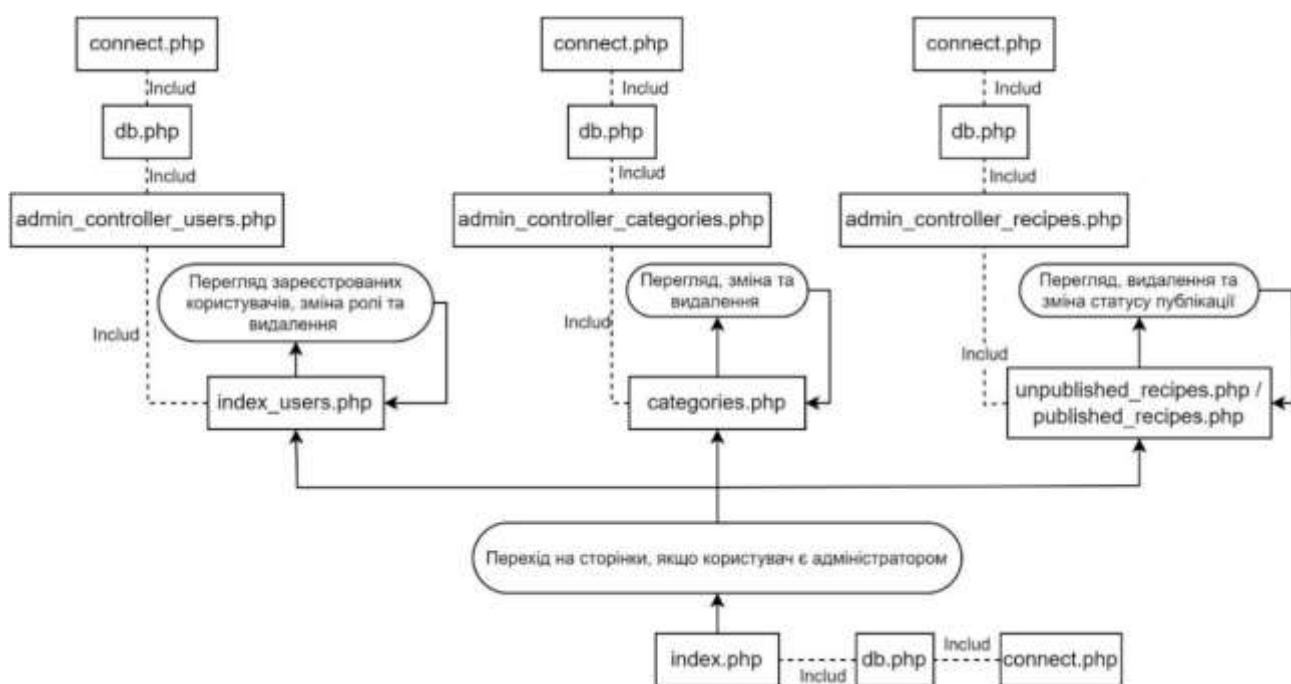 connect.php
connect.php
connect.php
Includ
Includ
Includ
db.php
db.php
db.php
Includ
Includ
Includ
admin_controller_users.php
admin_controller_categories.php
admin_controller_recipes.php
Перегляд зареєстрованих
користувачів, зміна ролі та
видалення
Перегляд, зміна та
видалення
Перегляд, видалення та
зміна статусу публікації
Includ
Includ
Includ
index_users.php
categories.php
unpublished_recipes.php /
published_recipes.php
Перехід на сторінки, якщо користувач є адміністратором
index.php
Includ
db.php
Includ
connect.php